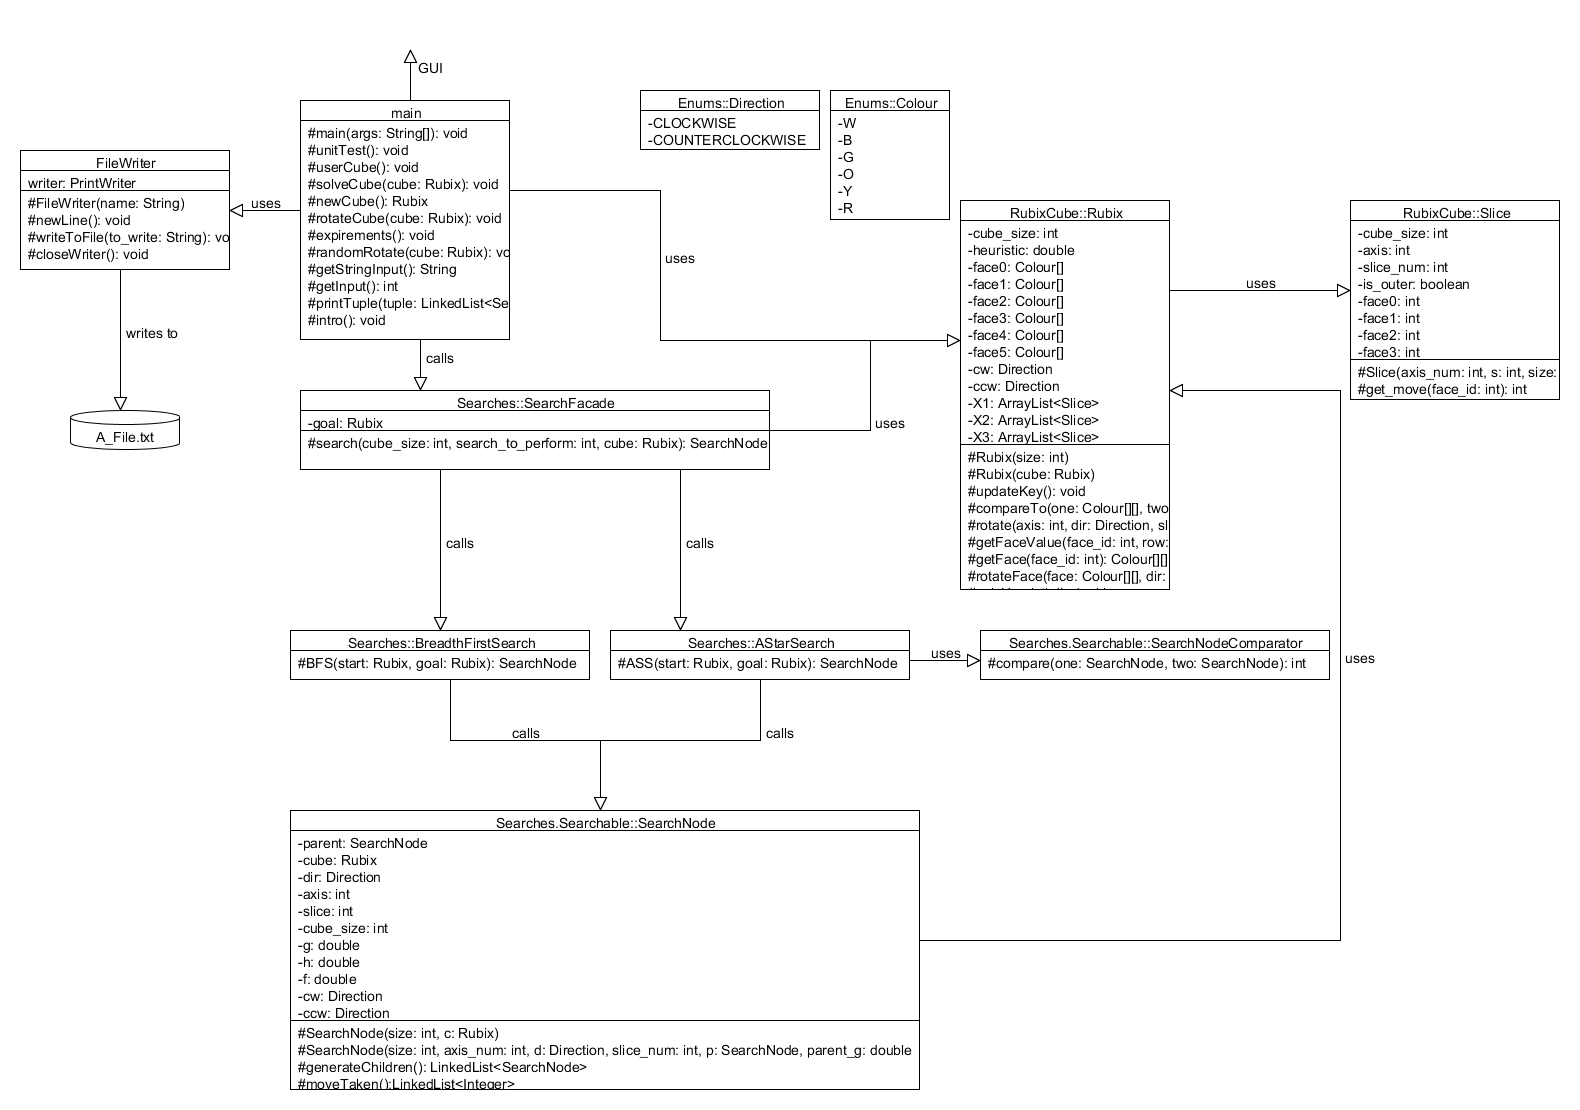 GUI
main
#main(args: String[]): void
#unitTest(): void
#userCube(): void
#solveCube(cube: Rubix): void
#newCube(): Rubix
#rotateCube(cube: Rubix): void
#expirements(): void
#randomRotate(cube: Rubix): vo
#getStringInput(): String
#getInput(): int
#printTuple(tuple: LinkedList<Se
#intro(): void
Enums::Direction
-CLOCKWISE
-COUNTERCLOCKWISE
Enums::Colour
-W
-B
-G
-O
-Y
-R
FileWriter
writer: PrintWriter
#FileWriter(name: String)
#newLine(): void
#writeToFile(to_write: String): vo
#closeWriter(): void
uses
writes to
A_File.txt
uses
calls
RubixCube::Rubix
-cube_size: int
-heuristic: double
-face0: Colour[]
-face1: Colour[]
-face2: Colour[]
-face3: Colour[]
-face4: Colour[]
-face5: Colour[]
-cw: Direction
-ccw: Direction
-X1: ArrayList<Slice>
-X2: ArrayList<Slice>
-X3: ArrayList<Slice>
#Rubix(size: int)
#Rubix(cube: Rubix)
#updateKey(): void
#compareTo(one: Colour[][], two
#rotate(axis: int, dir: Direction, sl
#getFaceValue(face_id: int, row:
#getFace(face_id: int): Colour[][]
#rotateFace(face: Colour[][], dir:
uses
RubixCube::Slice
-cube_size: int
-axis: int
-slice_num: int
-is_outer: boolean
-face0: int
-face1: int
-face2: int
-face3: int
#Slice(axis_num: int, s: int, size:
#get_move(face_id: int): int
Searches::SearchFacade
-goal: Rubix
#search(cube_size: int, search_to_perform: int, cube: Rubix): SearchNode
uses
calls
calls
Searches::BreadthFirstSearch
#BFS(start: Rubix, goal: Rubix): SearchNode
Searches::AStarSearch
#ASS(start: Rubix, goal: Rubix): SearchNode
uses
Searches.Searchable::SearchNodeComparator
#compare(one: SearchNode, two: SearchNode): int
uses
calls
calls
Searches.Searchable::SearchNode
-parent: SearchNode
-cube: Rubix
-dir: Direction
-axis: int
-slice: int
-cube_size: int
-g: double
-h: double
-f: double
-cw: Direction
-ccw: Direction
#SearchNode(size: int, c: Rubix)
#SearchNode(size: int, axis_num: int, d: Direction, slice_num: int, p: SearchNode, parent_g: double
#generateChildren(): LinkedList<SearchNode>
#moveTaken():LinkedList<Integer>